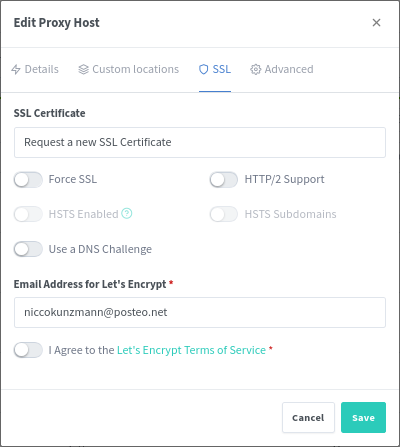 Edit Proxy Host
Details Custom locations SSL Advanced
SSL Certificate
Request a new SSL Certificate
Force SSL HTTP/2 Support
HSTS Enabled HSTS Subdomains
Use a DNS Challenge
Email Address for Let's Encrypt *
niccokunzmann@posteo.net
I Agree to the Let's Encrypt Terms of Service *
Cancel Save